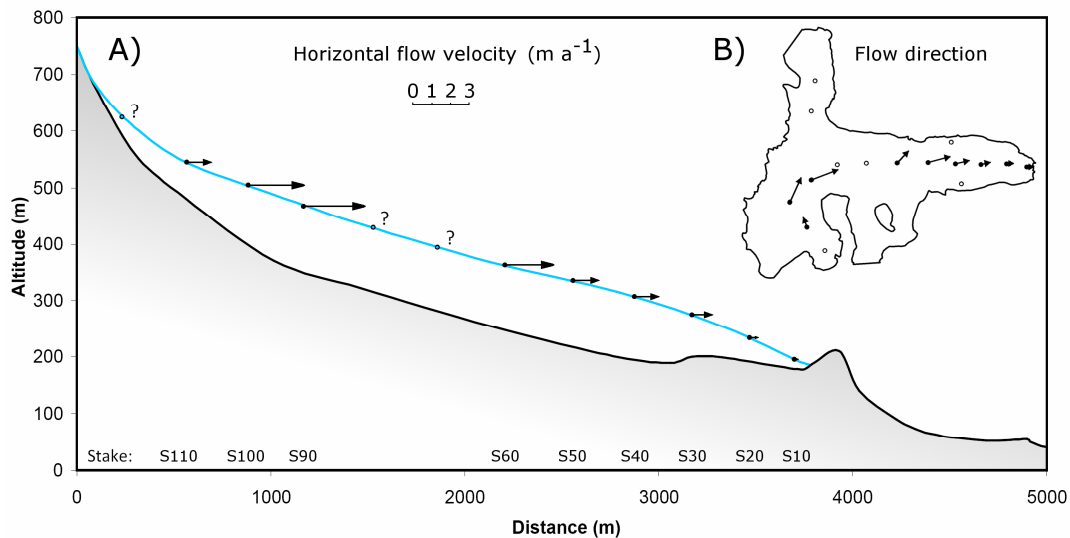 A) Horizontal flow velocity (m a-1) B) Flow direction
0 1 2 3
?
?
?
Altitude (m)
800
700
600
500
400
300
200
100
0
Stake: S110 S100 S90 S60 S50 S40 S30 S20 S10
0 1000 2000 3000 4000 5000
Distance (m)